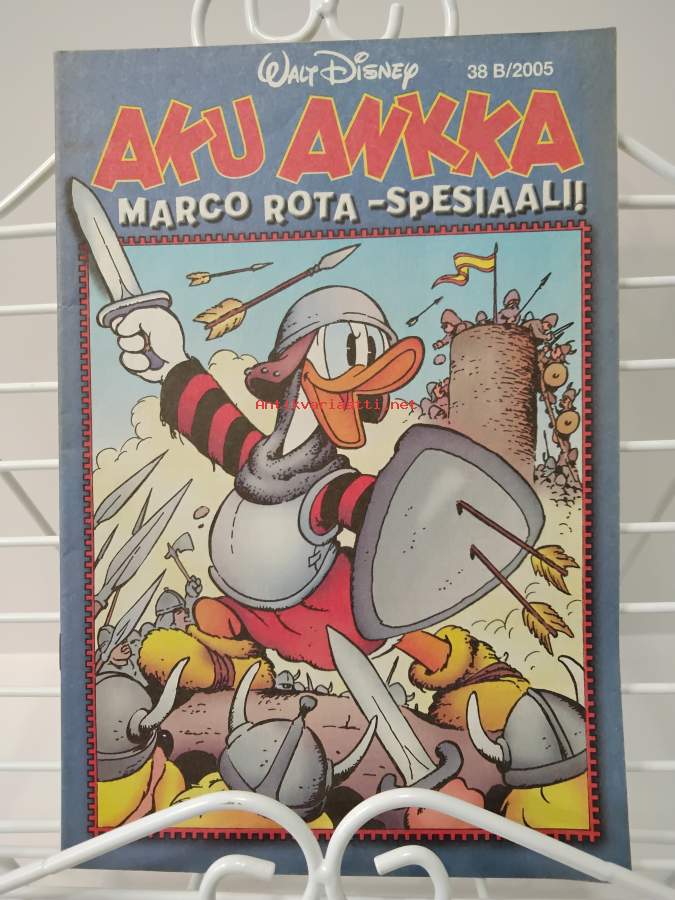 WALT DISNEY
38 B/2005
AKU ANKKA
MARCO ROTA -SPESIAALI!
Antikvariaatti.net